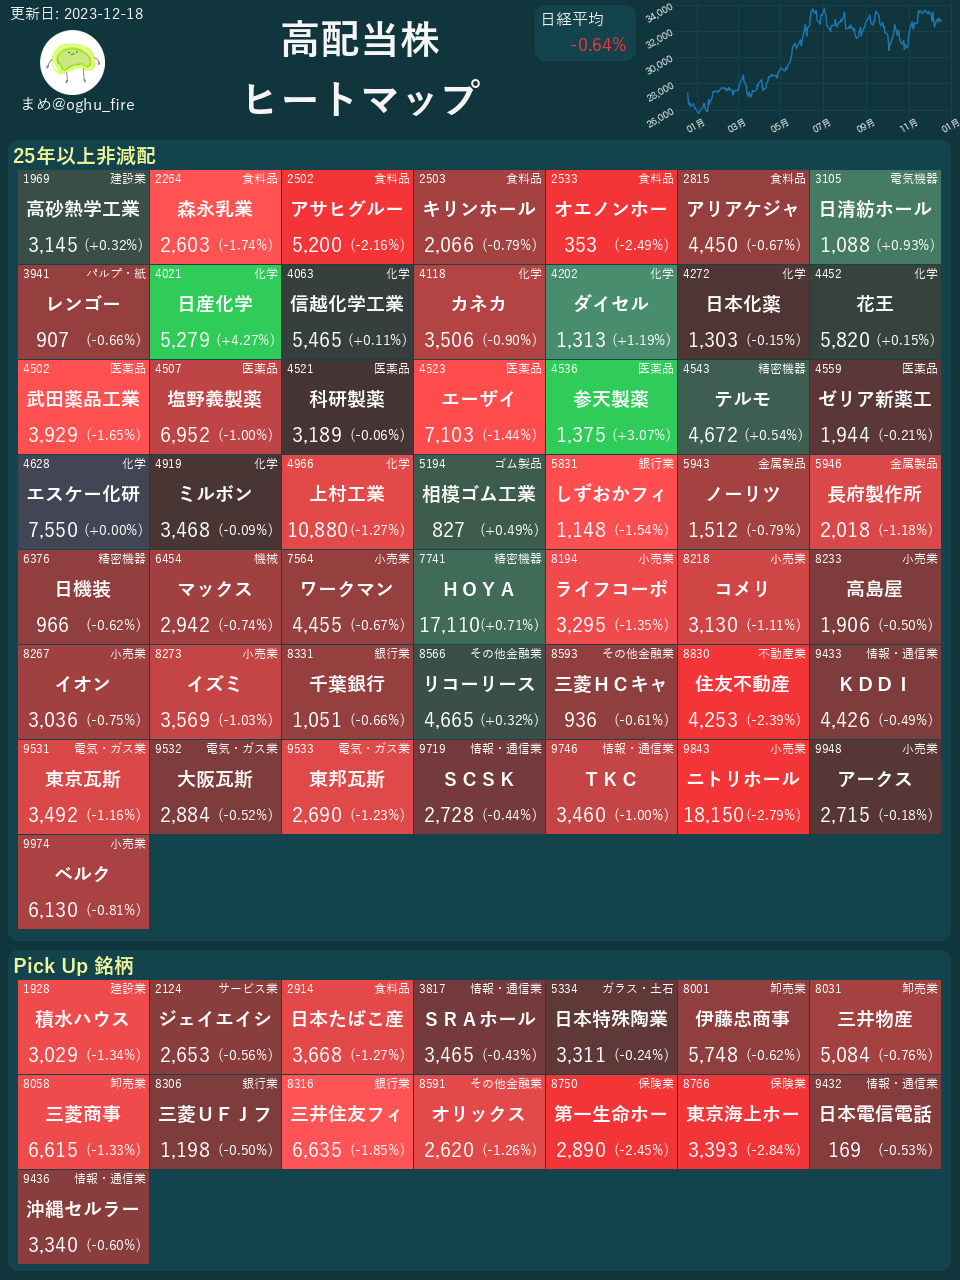 更新日: 2023-12-18
まめ@oghu_fire
高配当株
ヒートマップ
日経平均
-0.64%
34,000
32,000
30,000
28,000
26,000
01月 03月 05月 07月 09月 11月 01月
25年以上非減配
1969 建設業 2264 食料品 2502 食料品 2503 食料品 2533 食料品 2815 食料品 3105 電気機器
高砂熱学工業 森永乳業 アサヒグルー キリンホール オエノンホー アリアケジャ 日清紡ホール
3,145 (+0.32%) 2,603 (-1.74%) 5,200 (-2.16%) 2,066 (-0.79%) 353 (-2.49%) 4,450 (-0.67%) 1,088 (+0.93%)
3941 パルプ・紙 4021 化学 4063 化学 4118 化学 4202 化学 4272 化学 4452 化学
レンゴー 日産化学 信越化学工業 カネカ ダイセル 日本化薬 花王
907 (-0.66%) 5,279 (+4.27%) 5,465 (+0.11%) 3,506 (-0.90%) 1,313 (+1.19%) 1,303 (-0.15%) 5,820 (+0.15%)
4502 医薬品 4507 医薬品 4521 医薬品 4523 医薬品 4536 医薬品 4543 精密機器 4559 医薬品
武田薬品工業 塩野義製薬 科研製薬 エーザイ 参天製薬 テルモ ゼリア新薬工
3,929 (-1.65%) 6,952 (-1.00%) 3,189 (-0.06%) 7,103 (-1.44%) 1,375 (+3.07%) 4,672 (+0.54%) 1,944 (-0.21%)
4628 化学 4919 化学 4966 化学 5194 ゴム製品 5831 銀行業 5943 金属製品 5946 金属製品
エスケー化研 ミルボン 上村工業 相模ゴム工業 しずおかフィ ノーリツ 長府製作所
7,550 (+0.00%) 3,468 (-0.09%) 10,880 (-1.27%) 827 (+0.49%) 1,148 (-1.54%) 1,512 (-0.79%) 2,018 (-1.18%)
6376 精密機器 6454 機械 7564 小売業 7741 精密機器 8194 小売業 8218 小売業 8233 小売業
日機装 マックス ワークマン ＨＯＹＡ ライフコーポ コメリ 高島屋
966 (-0.62%) 2,942 (-0.74%) 4,455 (-0.67%) 17,110 (+0.71%) 3,295 (-1.35%) 3,130 (-1.11%) 1,906 (-0.50%)
8267 小売業 8273 小売業 8331 銀行業 8566 その他金融業 8593 その他金融業 8830 不動産業 9433 情報・通信業
イオン イズミ 千葉銀行 リコーリース 三菱ＨＣキャ 住友不動産 ＫＤＤＩ
3,036 (-0.75%) 3,569 (-1.03%) 1,051 (-0.66%) 4,665 (+0.32%) 936 (-0.61%) 4,253 (-2.39%) 4,426 (-0.49%)
9531 電気・ガス業 9532 電気・ガス業 9533 電気・ガス業 9719 情報・通信業 9746 情報・通信業 9843 小売業 9948 小売業
東京瓦斯 大阪瓦斯 東邦瓦斯 ＳＣＳＫ ＴＫＣ ニトリホール アークス
3,492 (-1.16%) 2,884 (-0.52%) 2,690 (-1.23%) 2,728 (-0.44%) 3,460 (-1.00%) 18,150 (-2.79%) 2,715 (-0.18%)
9974 小売業
ベルク
6,130 (-0.81%)
Pick Up 銘柄
1928 建設業 2124 サービス業 2914 食料品 3817 情報・通信業 5334 ガラス・土石 8001 卸売業 8031 卸売業
積水ハウス ジェイエイシ 日本たばこ産 ＳＲＡホール 日本特殊陶業 伊藤忠商事 三井物産
3,029 (-1.34%) 2,653 (-0.56%) 3,668 (-1.27%) 3,465 (-0.43%) 3,311 (-0.24%) 5,748 (-0.62%) 5,084 (-0.76%)
8058 卸売業 8306 銀行業 8316 銀行業 8591 その他金融業 8750 保険業 8766 保険業 9432 情報・通信業
三菱商事 三菱ＵＦＪフ 三井住友フィ オリックス 第一生命ホー 東京海上ホー 日本電信電話
6,615 (-1.33%) 1,198 (-0.50%) 6,635 (-1.85%) 2,620 (-1.26%) 2,890 (-2.45%) 3,393 (-2.84%) 169 (-0.53%)
9436 情報・通信業
沖縄セルラー
3,340 (-0.60%)